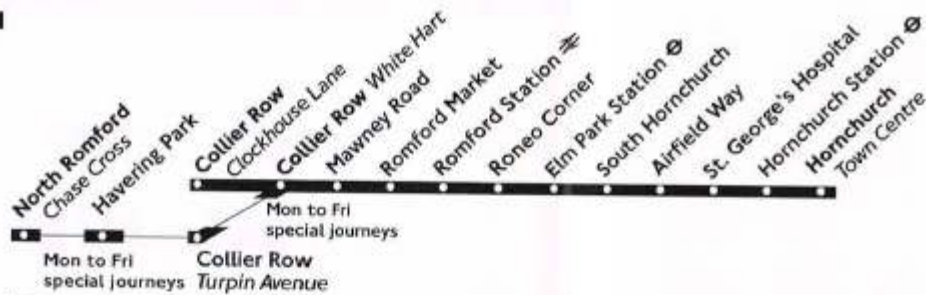 North Romford
Chase Cross
Havering Park
Collier Row
Clockhouse Lane
Collier Row White Hart
Mawney Road
Romford Market
Romford Station
Roneo Corner
Elm Park Station
South Hornchurch
Airfield Way
St. George's Hospital
Hornchurch Station
Hornchurch
Town Centre
Mon to Fri
special journeys
Mon to Fri
special journeys
Collier Row
Turpin Avenue